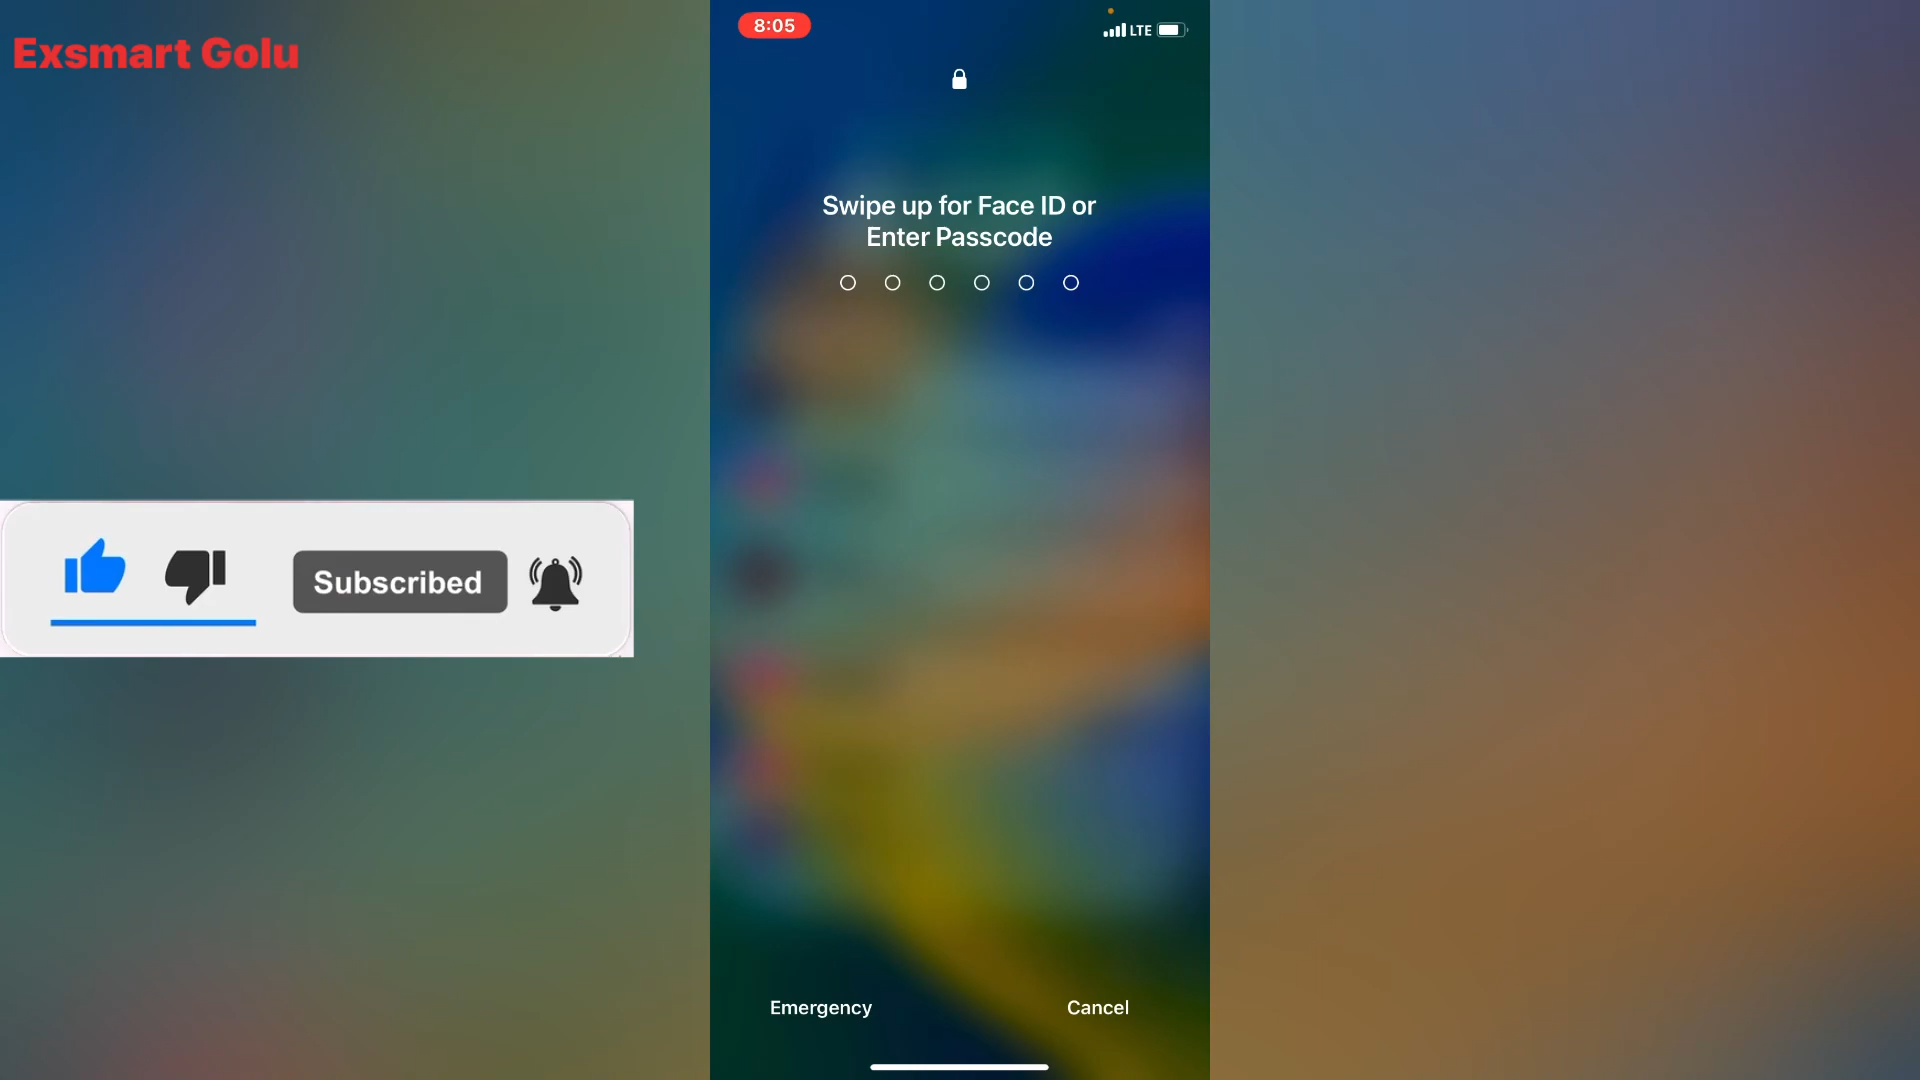 Exsmart Golu
8:05
LTE
Swipe up for Face ID or
Enter Passcode
Subscribed
Emergency
Cancel